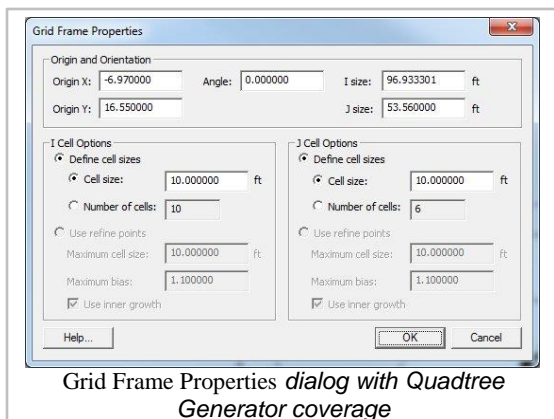 Grid Frame Properties
Origin and Orientation
Origin X: -6.970000 Angle: 0.000000 I size: 96.933301 ft
Origin Y: 16.550000 J size: 53.560000 ft
I Cell Options J Cell Options
Define cell sizes Define cell sizes
Cell size: 10.000000 ft Cell size: 10.000000 ft
Number of cells: 10 Number of cells: 6
Use refine points Use refine points
Maximum cell size: 10.000000 ft Maximum cell size: 10.000000 ft
Maximum bias: 1.100000 Maximum bias: 1.100000
Use inner growth Use inner growth
Help... OK Cancel
Grid Frame Properties dialog with Quadtree
Generator coverage